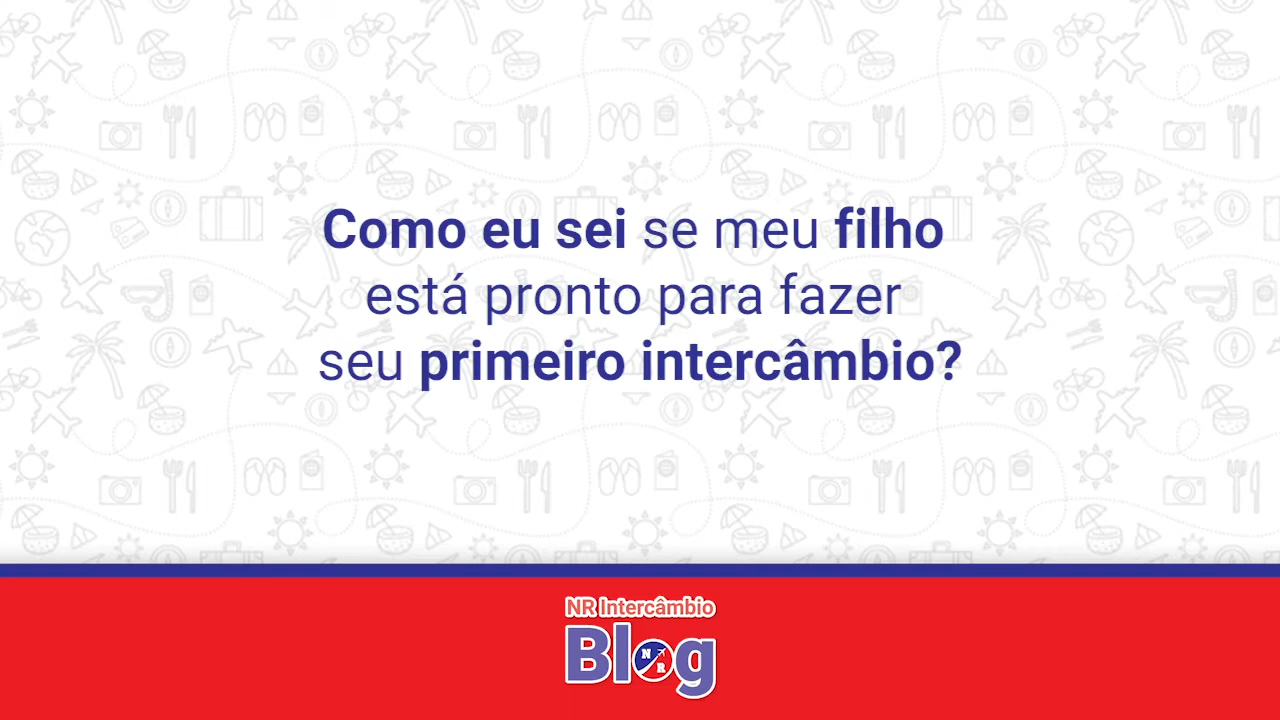 Como eu sei se meu filho
está pronto para fazer
seu primeiro intercâmbio?
NR Intercâmbio
Blog
N
R